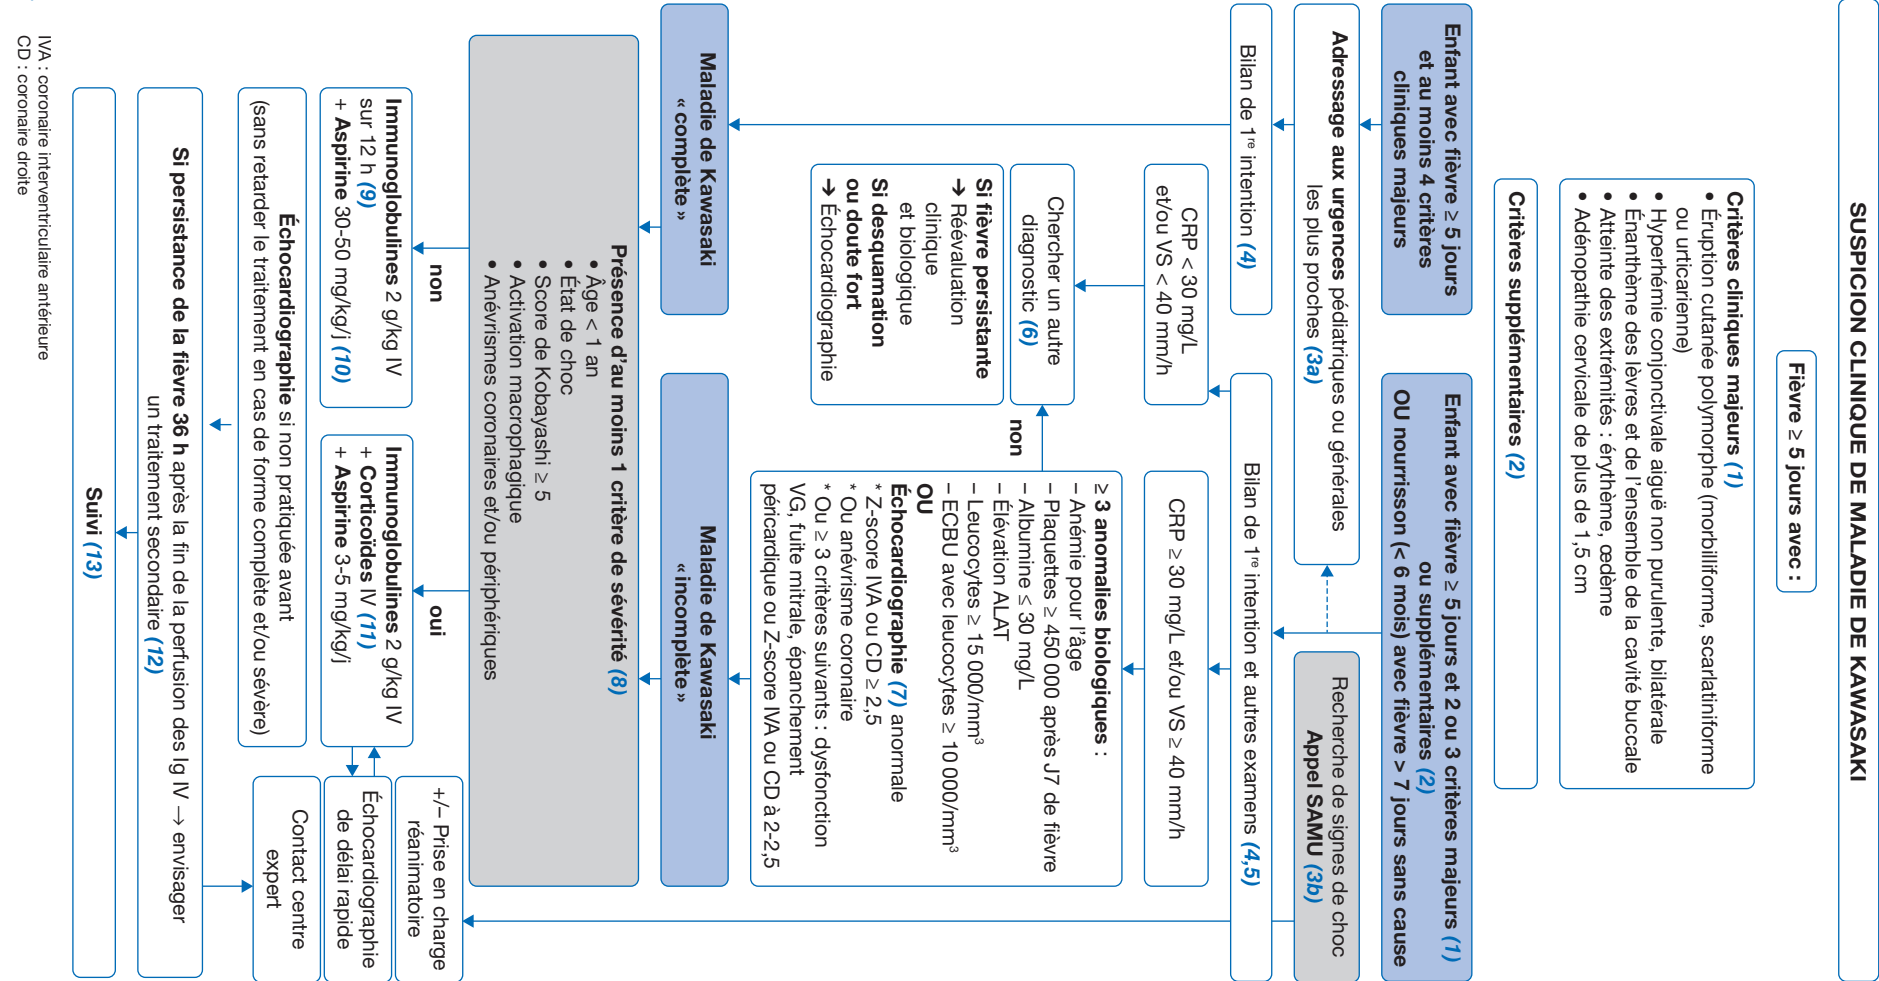 SUSPICION CLINIQUE DE MALADIE DE KAWASAKI
Fièvre ≥ 5 jours avec :
Critères cliniques majeurs (1)
• Éruption cutanée polymorphe (morbilliforme, scarlatiniforme
ou urticarienne)
• Hyperhémie conjonctivale aiguë non purulente, bilatérale
• Énanthème des lèvres et de l'ensemble de la cavité buccale
• Atteinte des extrémités : érythème, œdème
• Adénopathie cervicale de plus de 1,5 cm
Critères supplémentaires (2)
Enfant avec fièvre ≥ 5 jours
et au moins 4 critères
cliniques majeurs
Enfant avec fièvre ≥ 5 jours et 2 ou 3 critères majeurs (1)
ou supplémentaires (2)
OU nourrisson (< 6 mois) avec fièvre > 7 jours sans cause
Adressage aux urgences pédiatriques ou générales
les plus proches (3a)
Recherche de signes de choc
Appel SAMU (3b)
Bilan de 1re intention (4)
Bilan de 1re intention et autres examens (4,5)
CRP < 30 mg/L
et/ou VS < 40 mm/h
CRP ≥ 30 mg/L et/ou VS ≥ 40 mm/h
Chercher un autre
diagnostic (6)
non
≥ 3 anomalies biologiques :
– Anémie pour l'âge
– Plaquettes ≥ 450 000 après J7 de fièvre
– Albumine ≤ 30 mg/L
– Élévation ALAT
– Leucocytes ≥ 15 000/mm3
– ECBU avec leucocytes ≥ 10 000/mm3
OU
Échocardiographie (7) anormale
* Z-score IVA ou CD ≥ 2,5
* Ou anévrisme coronaire
* Ou ≥ 3 critères suivants : dysfonction
VG, fuite mitrale, épanchement
péricardique ou Z-score IVA ou CD à 2-2,5
Si fièvre persistante
→ Réévaluation
clinique
et biologique
Si desquamation
ou doute fort
→ Échocardiographie
Maladie de Kawasaki
« complète »
Maladie de Kawasaki
« incomplète »
Présence d'au moins 1 critère de sévérité (8)
• Âge < 1 an
• État de choc
• Score de Kobayashi ≥ 5
• Activation macrophagique
• Anévrismes coronaires et/ou périphériques
non
oui
+/– Prise en charge
réanimatoire
Immunoglobulines 2 g/kg IV
sur 12 h (9)
+ Aspirine 30-50 mg/kg/j (10)
Immunoglobulines 2 g/kg IV
+ Corticoïdes IV (11)
+ Aspirine 3-5 mg/kg/j
Échocardiographie
de délai rapide
Échocardiographie si non pratiquée avant
(sans retarder le traitement en cas de forme complète et/ou sévère)
Contact centre
expert
Si persistance de la fièvre 36 h après la fin de la perfusion des Ig IV → envisager
un traitement secondaire (12)
Suivi (13)
IVA : coronaire interventriculaire antérieure
CD : coronaire droite